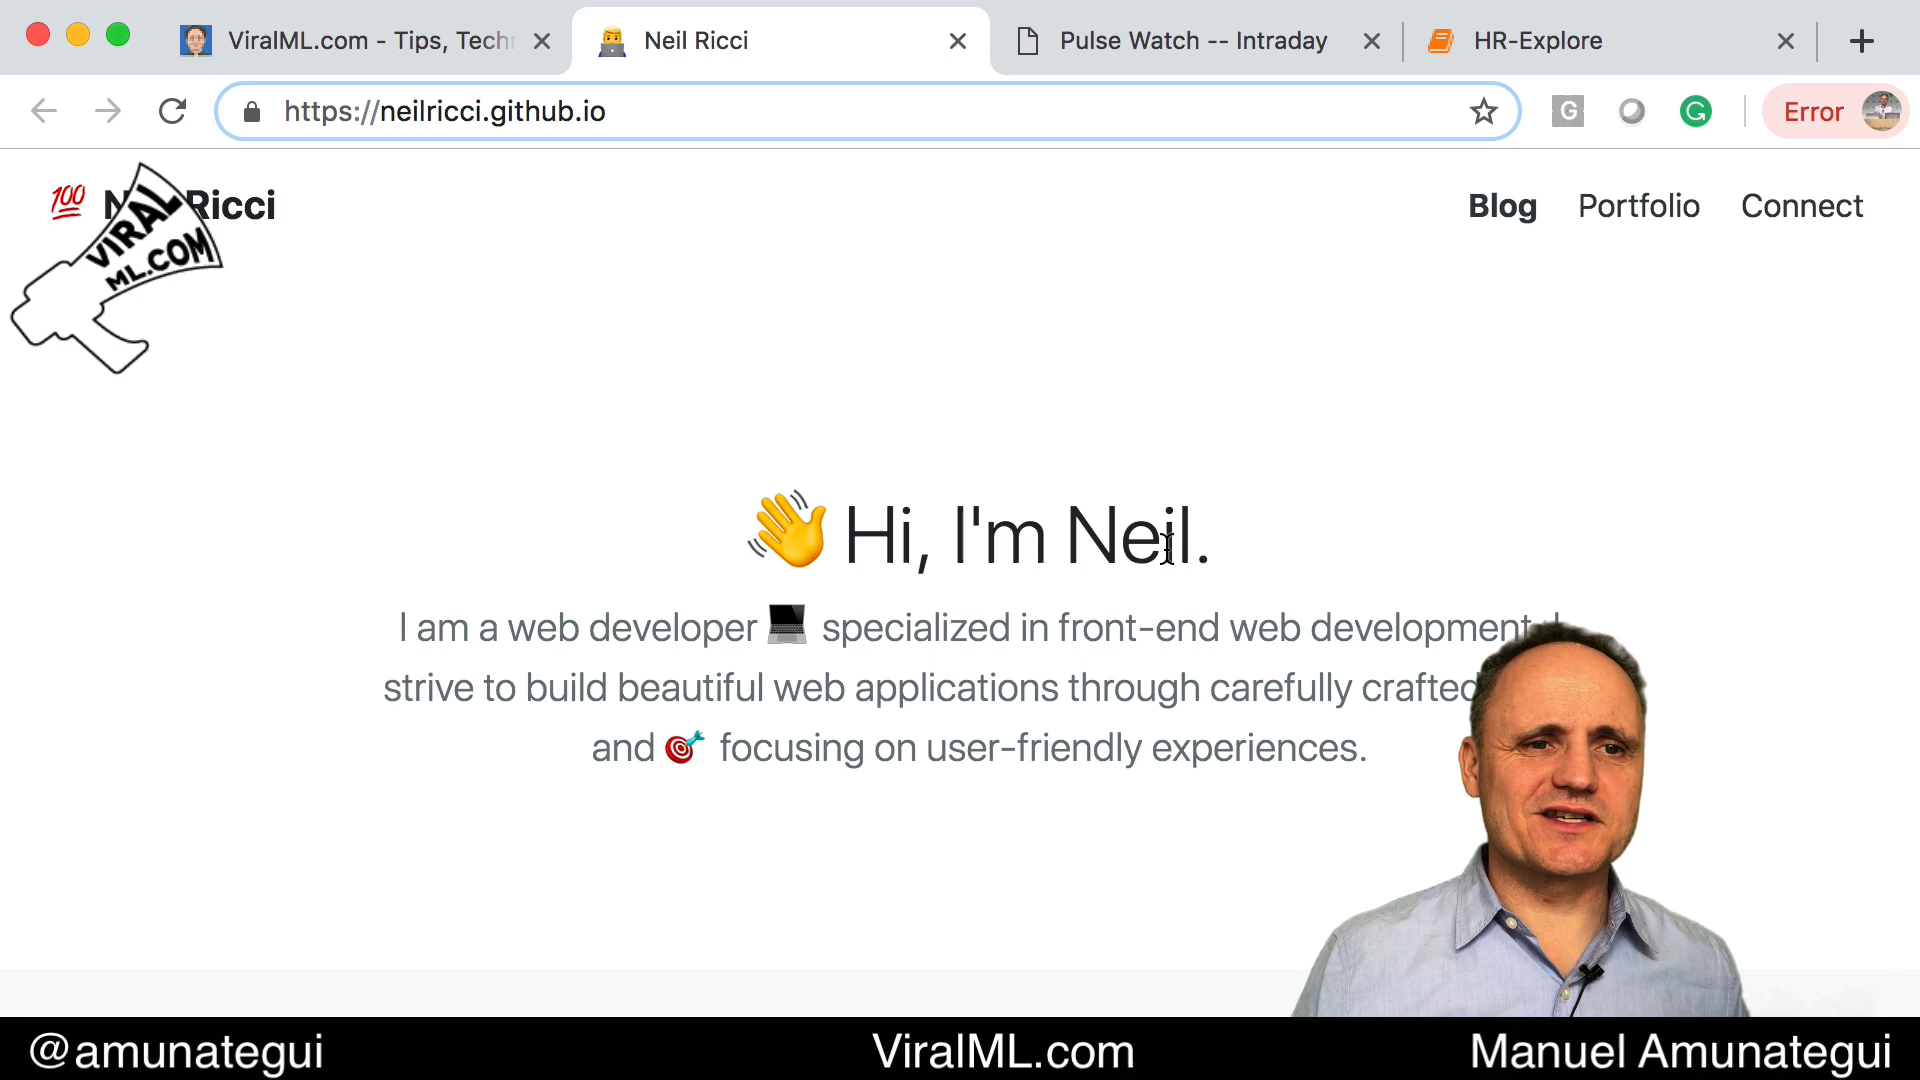 ViralML.com - Tips, Tech
Neil Ricci
Pulse Watch -- Intraday
HR-Explore
https://neilricci.github.io
G
G
Error
💯 N Ricci
Blog
Portfolio
Connect
VIRAL
ML.COM
👋 Hi, I'm Neil.
I am a web developer 💻 specialized in front-end web development. I
strive to build beautiful web applications through carefully crafted
and 🎯 focusing on user-friendly experiences.
@amunategui
ViralML.com
Manuel Amunategui